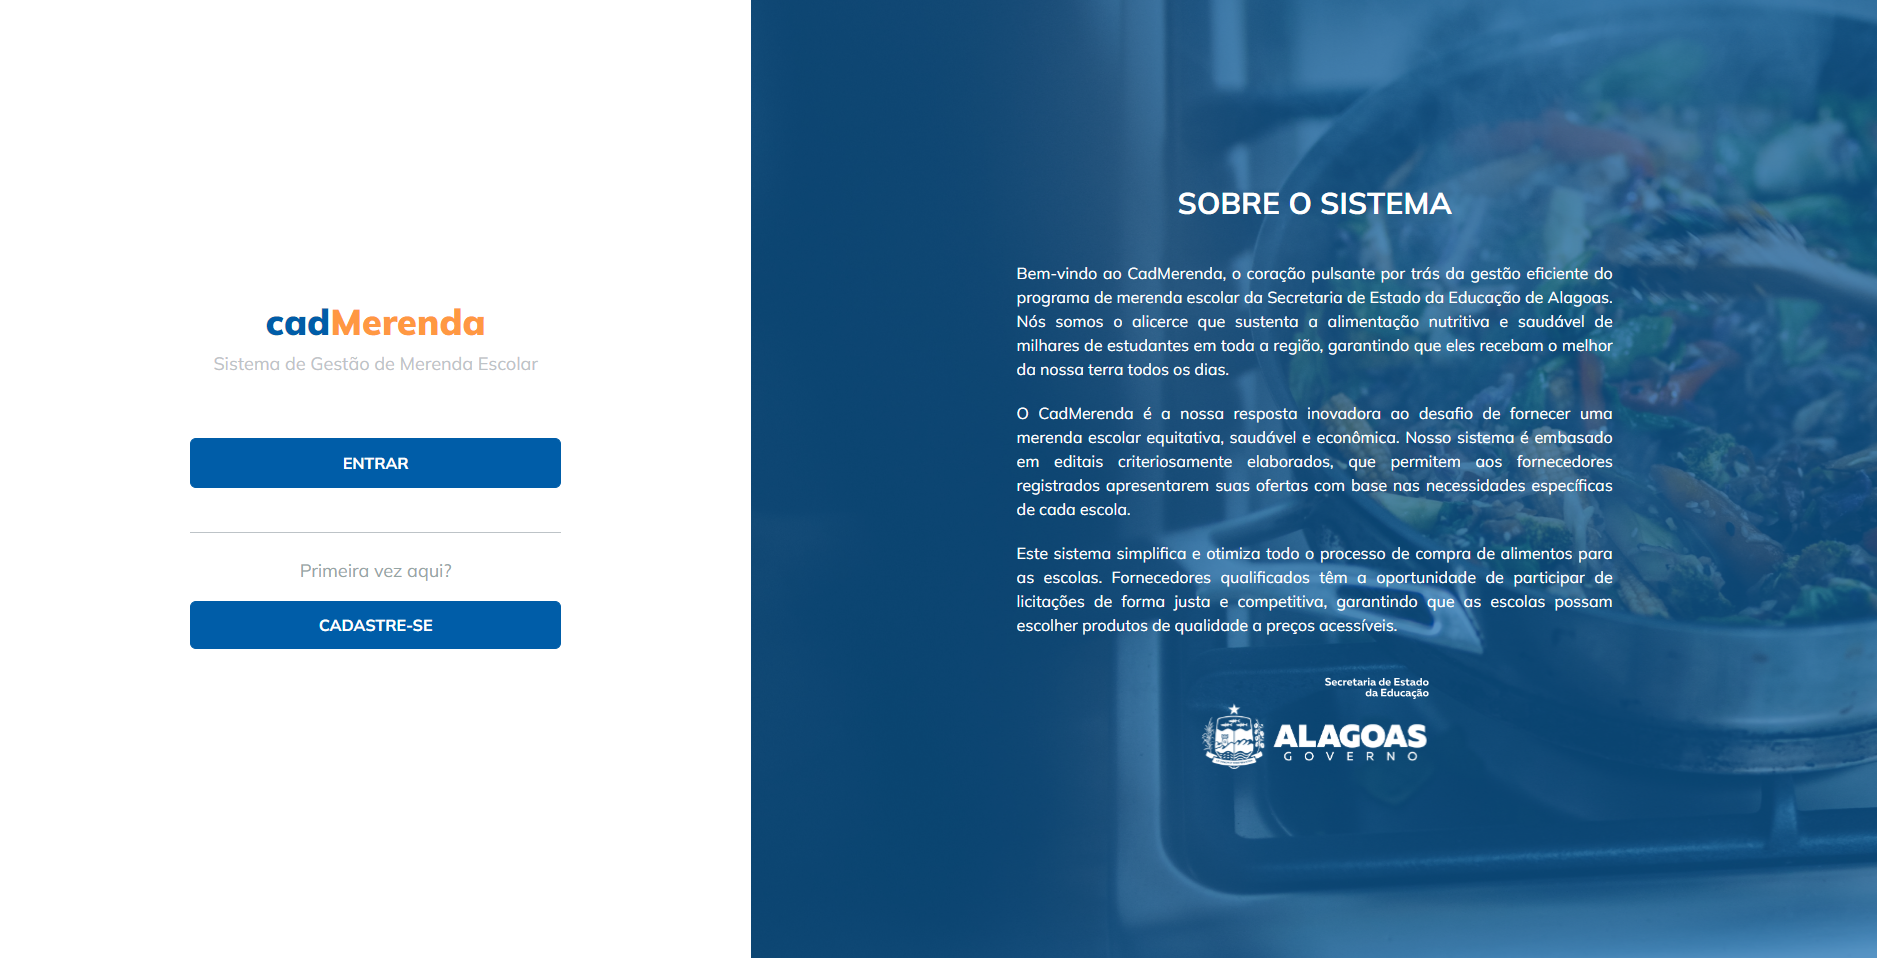 cadMerenda
Sistema de Gestão de Merenda Escolar
ENTRAR
Primeira vez aqui?
CADASTRE-SE
SOBRE O SISTEMA
Bem-vindo ao CadMerenda, o coração pulsante por trás da gestão eficiente do
programa de merenda escolar da Secretaria de Estado da Educação de Alagoas.
Nós somos o alicerce que sustenta a alimentação nutritiva e saudável de
milhares de estudantes em toda a região, garantindo que eles recebam o melhor
da nossa terra todos os dias.
O CadMerenda é a nossa resposta inovadora ao desafio de fornecer uma
merenda escolar equitativa, saudável e econômica. Nosso sistema é embasado
em editais criteriosamente elaborados, que permitem aos fornecedores
registrados apresentarem suas ofertas com base nas necessidades específicas
de cada escola.
Este sistema simplifica e otimiza todo o processo de compra de alimentos para
as escolas. Fornecedores qualificados têm a oportunidade de participar de
licitações de forma justa e competitiva, garantindo que as escolas possam
escolher produtos de qualidade a preços acessíveis.
Secretaria de Estado
da Educação
ALAGOAS
GOVERNO